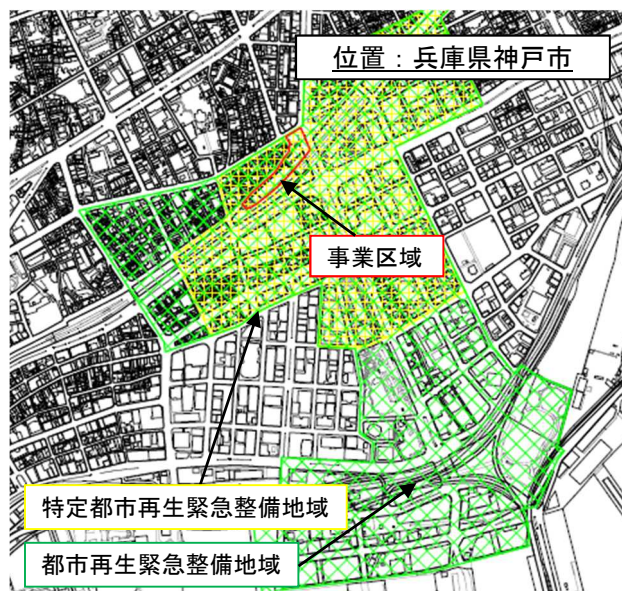 位置：兵庫県神戸市
事業区域
特定都市再生緊急整備地域
都市再生緊急整備地域